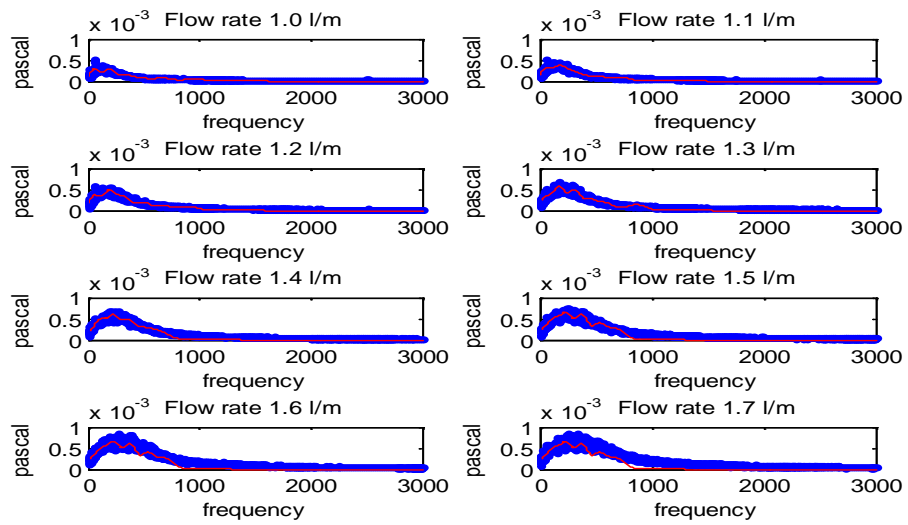 x 10^-3 Flow rate 1.0 l/m
1
0.5
0
pascal
0 1000 2000 3000
frequency
x 10^-3 Flow rate 1.1 l/m
1
0.5
0
pascal
0 1000 2000 3000
frequency
x 10^-3 Flow rate 1.2 l/m
1
0.5
0
pascal
0 1000 2000 3000
frequency
x 10^-3 Flow rate 1.3 l/m
1
0.5
0
pascal
0 1000 2000 3000
frequency
x 10^-3 Flow rate 1.4 l/m
1
0.5
0
pascal
0 1000 2000 3000
frequency
x 10^-3 Flow rate 1.5 l/m
1
0.5
0
pascal
0 1000 2000 3000
frequency
x 10^-3 Flow rate 1.6 l/m
1
0.5
0
pascal
0 1000 2000 3000
frequency
x 10^-3 Flow rate 1.7 l/m
1
0.5
0
pascal
0 1000 2000 3000
frequency